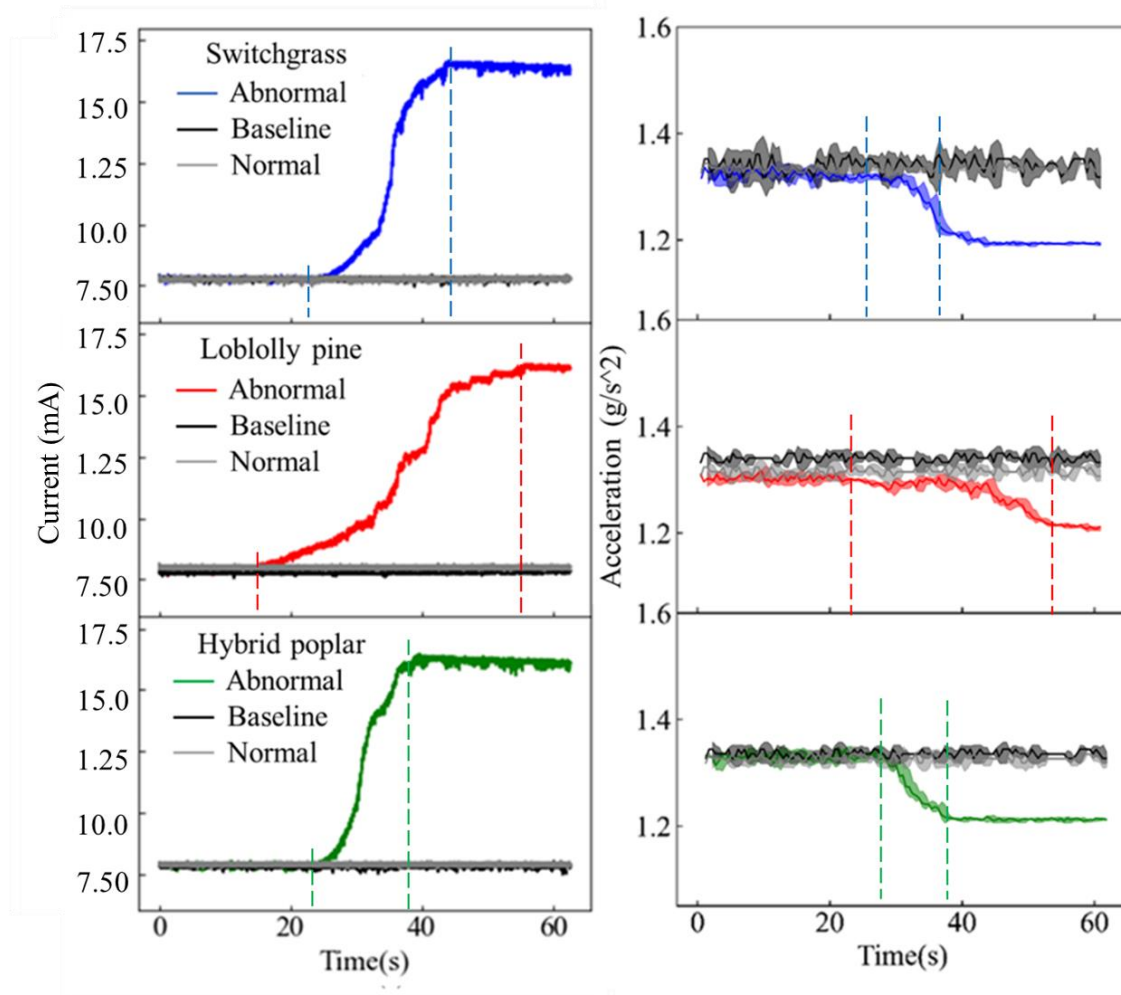 Current (mA)
17.5
15.0
1.25
10.0
7.50
Switchgrass
Abnormal
Baseline
Normal
17.5
15.0
1.25
10.0
7.50
Loblolly pine
Abnormal
Baseline
Normal
17.5
15.0
1.25
10.0
7.50
Hybrid poplar
Abnormal
Baseline
Normal
0 20 40 60
Time(s)
Acceleration (g/s^2)
1.6
1.4
1.2
1.6
1.4
1.2
1.6
1.4
1.2
0 20 40 60
Time(s)